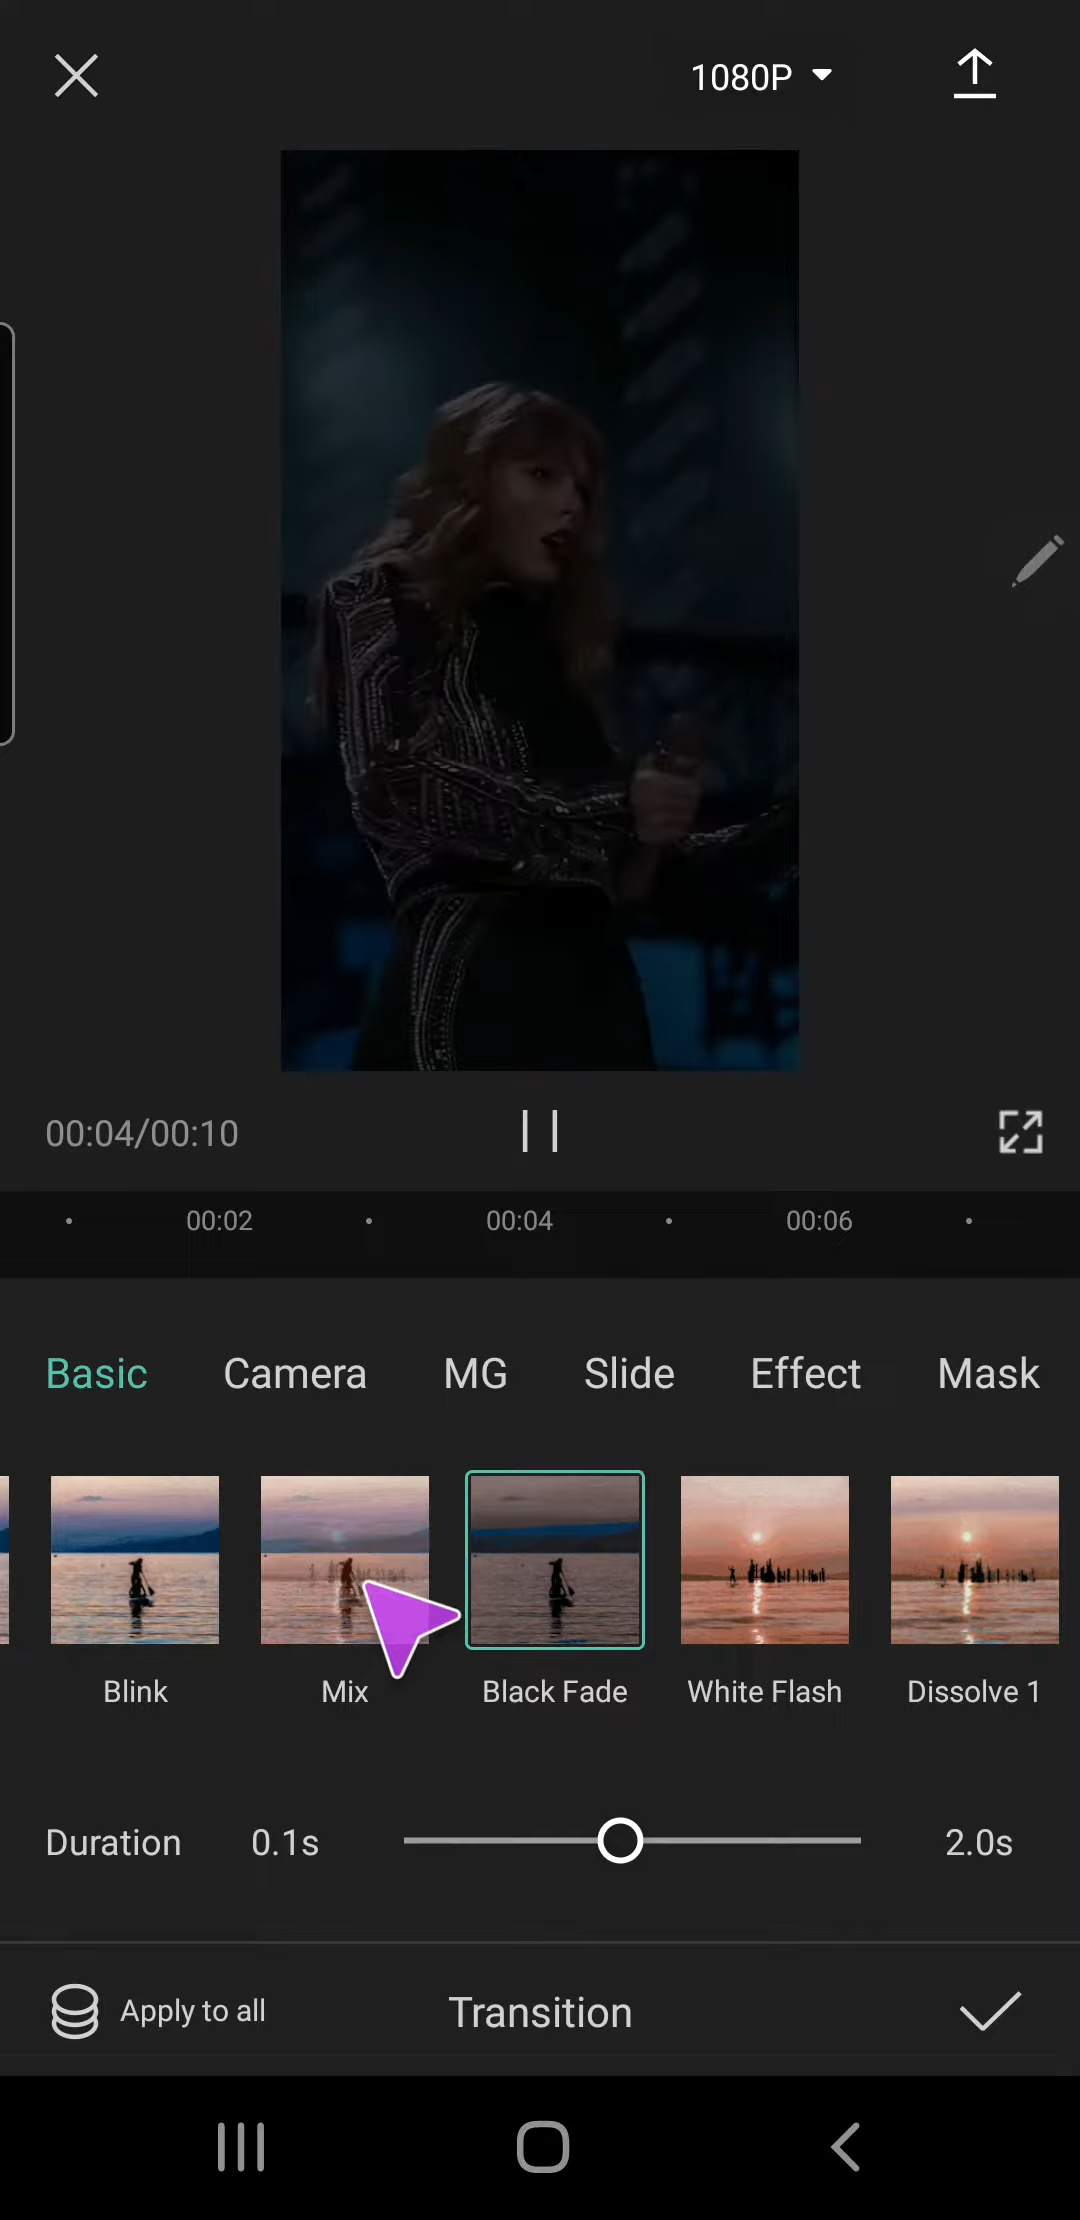 1080P
00:04/00:10
00:02 00:04 00:06
Basic Camera MG Slide Effect Mask
Blink Mix Black Fade White Flash Dissolve 1
Duration 0.1s 2.0s
Apply to all Transition